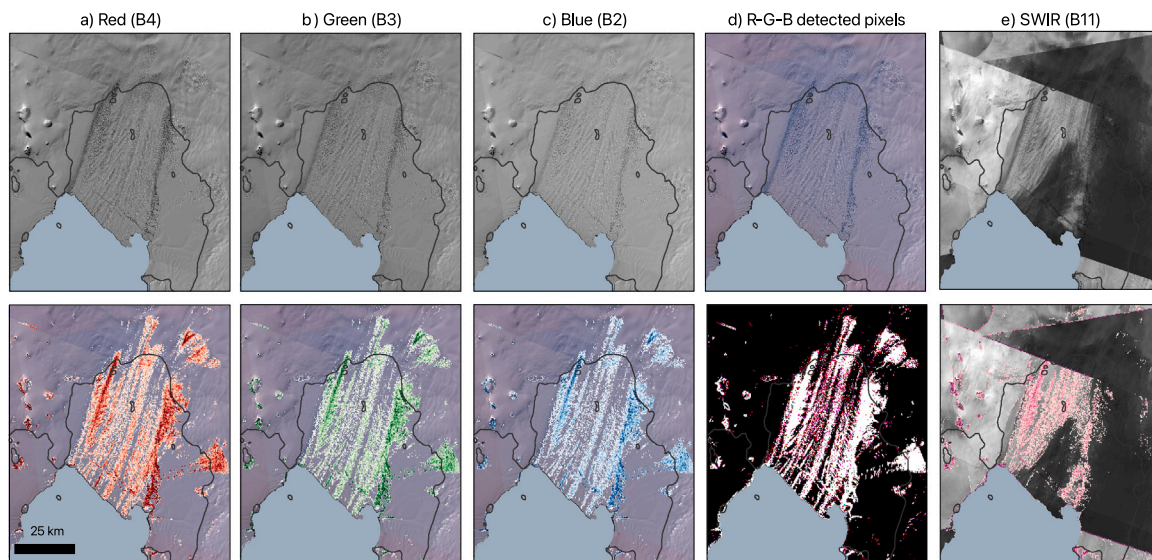 a) Red (B4)
b) Green (B3)
c) Blue (B2)
d) R-G-B detected pixels
e) SWIR (B11)
25 km